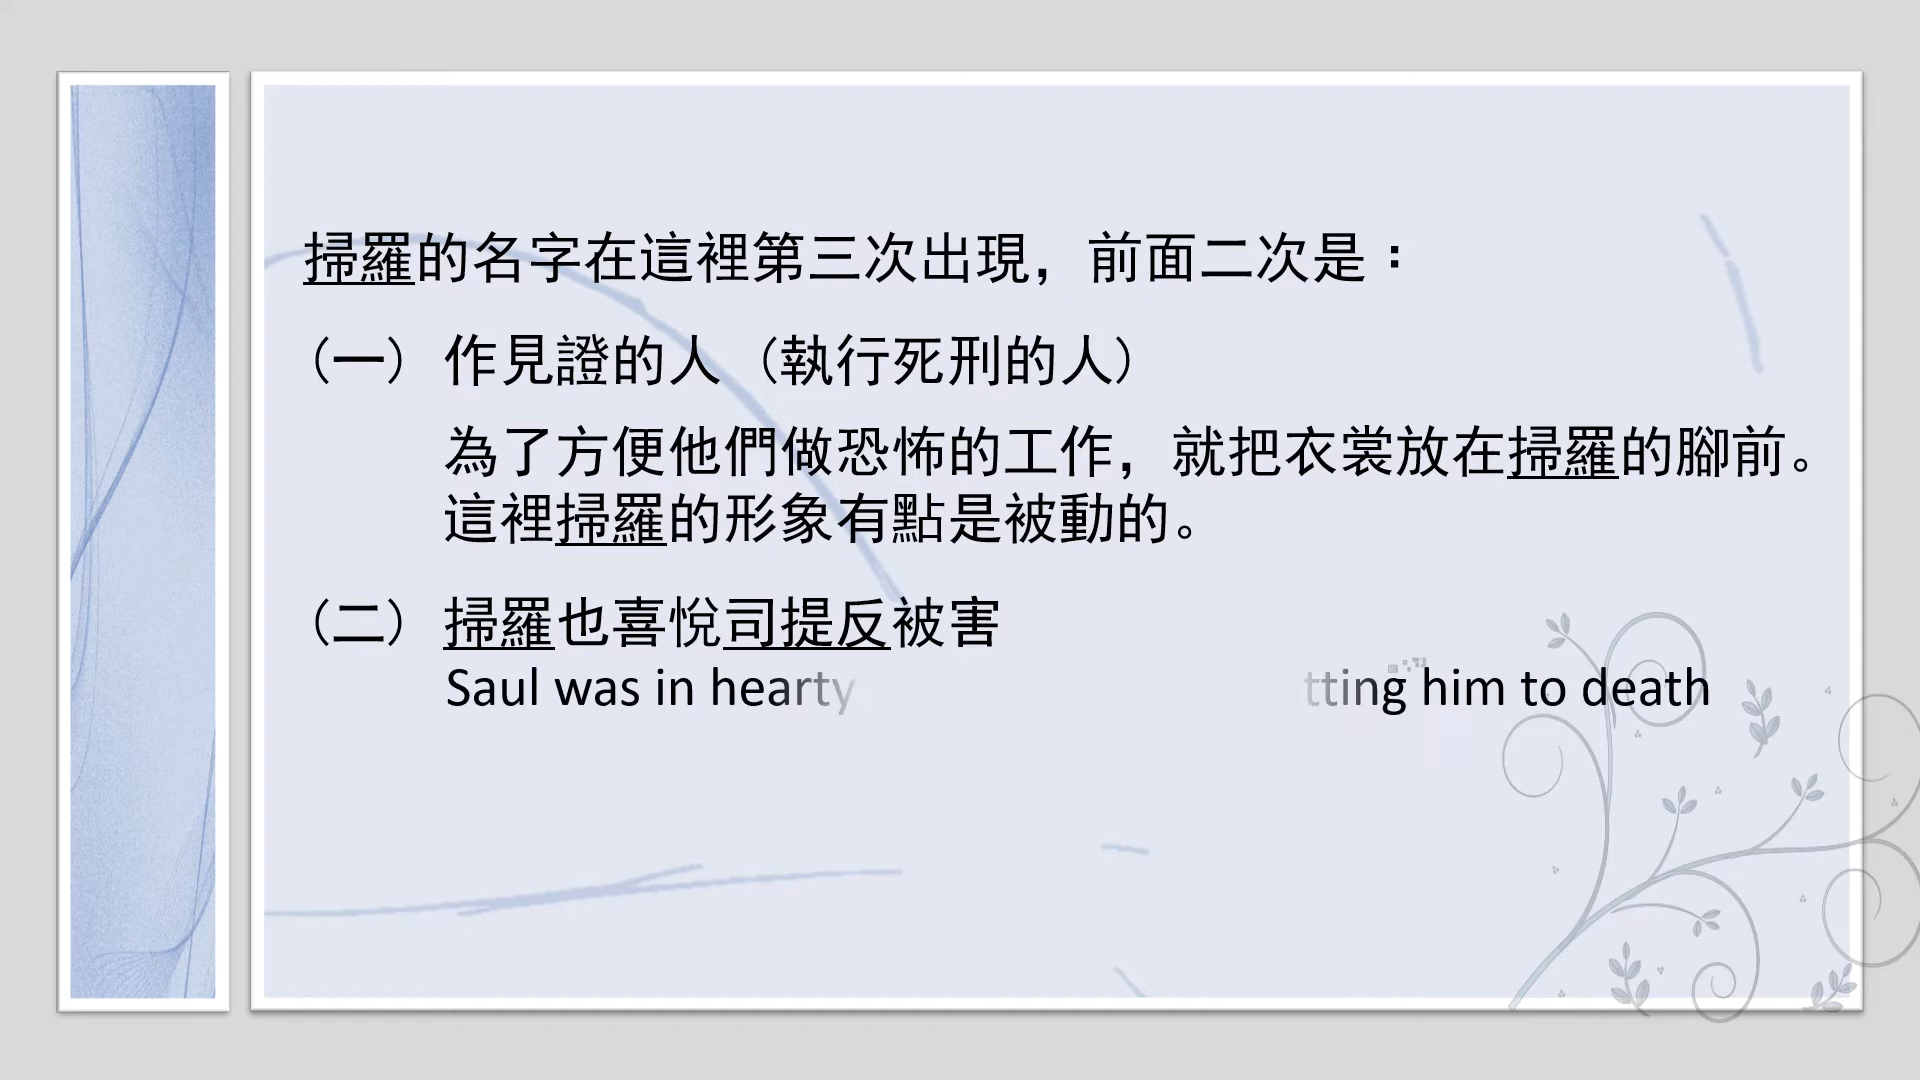 掃羅的名字在這裡第三次出現，前面二次是：
(一) 作見證的人 (執行死刑的人)
為了方便他們做恐怖的工作，就把衣裳放在掃羅的腳前。
這裡掃羅的形象有點是被動的。
(二) 掃羅也喜悅司提反被害
Saul was in hearty him to death